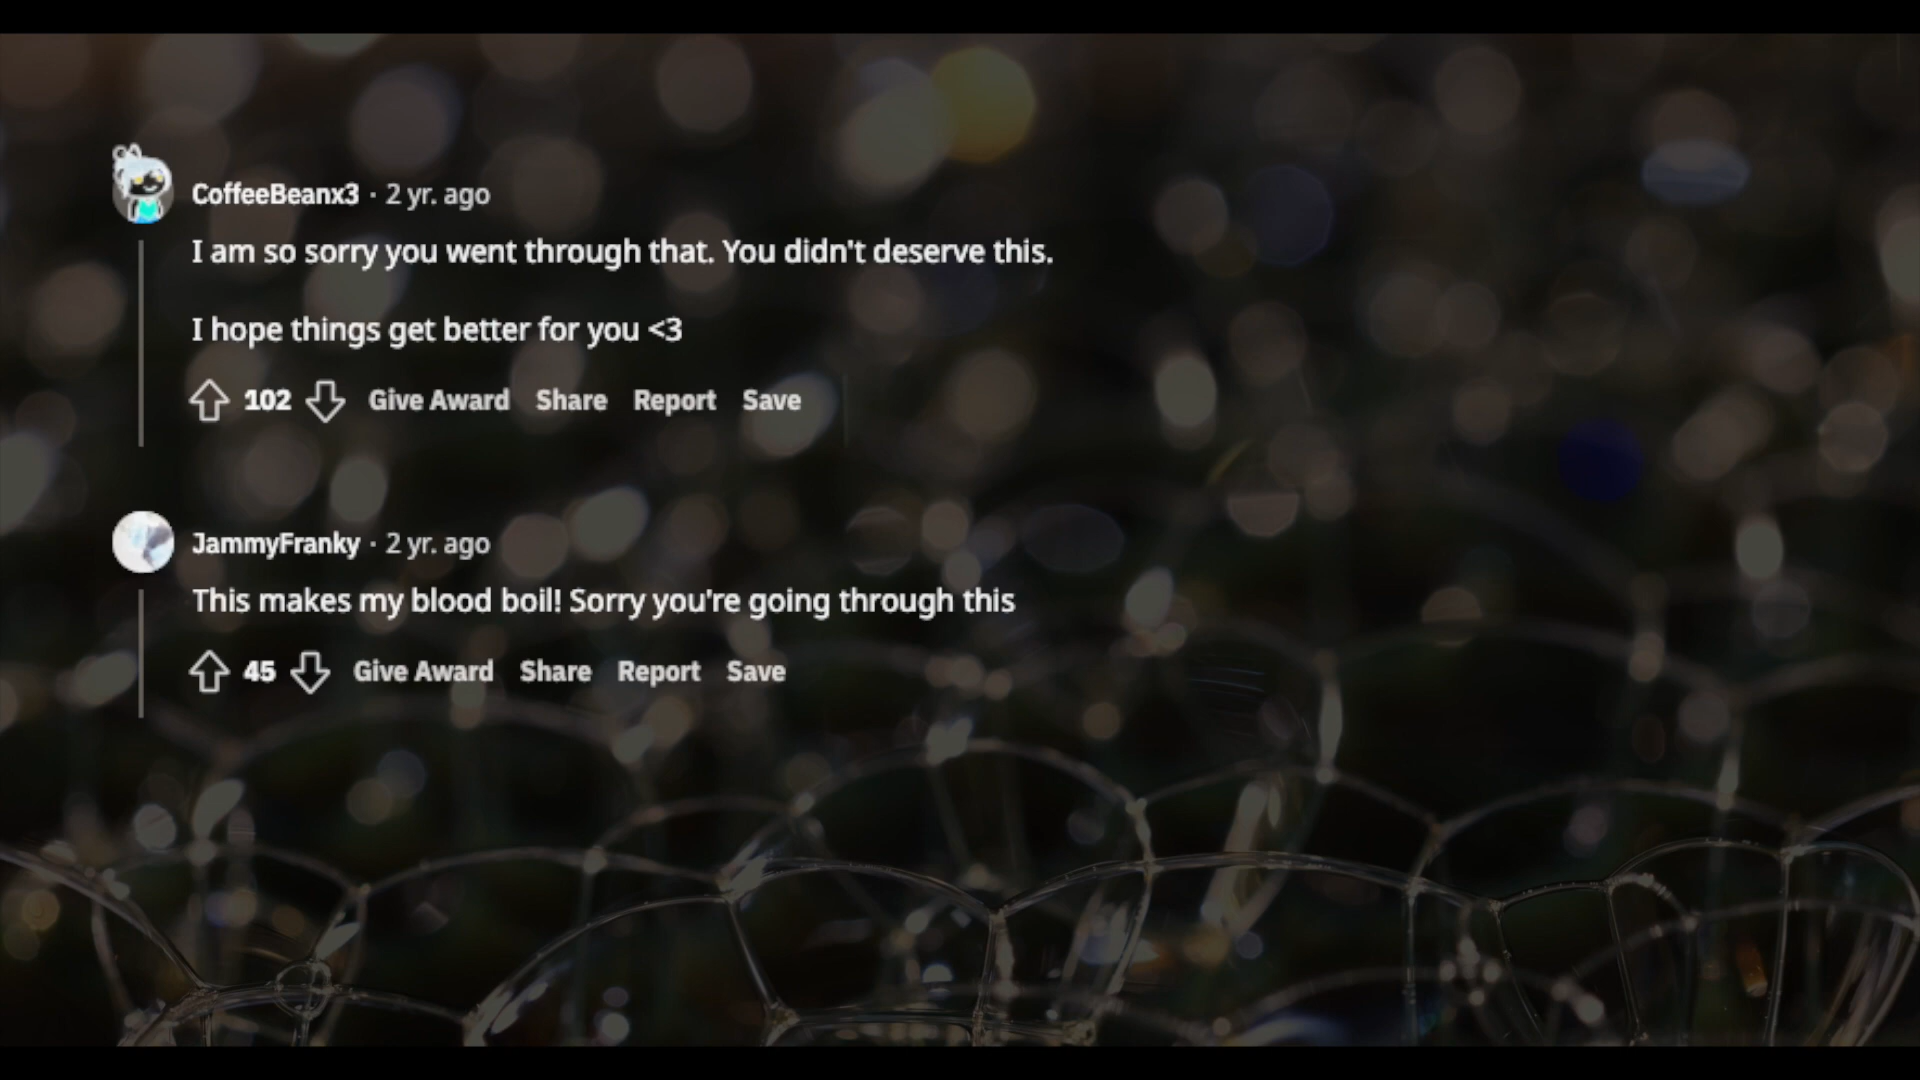 CoffeeBeanx3 · 2 yr. ago
I am so sorry you went through that. You didn't deserve this.
I hope things get better for you <3
102 Give Award Share Report Save
JammyFranky · 2 yr. ago
This makes my blood boil! Sorry you're going through this
45 Give Award Share Report Save